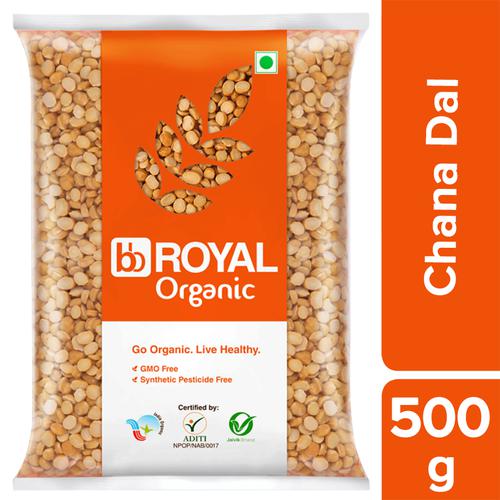 bb ROYAL
Organic
Go Organic. Live Healthy.
✓ GMO Free
✓ Synthetic Pesticide Free
Certified by:
ADITI
NPOP/NAB/0017
Jaivik Bharat
Chana Dal
500
g